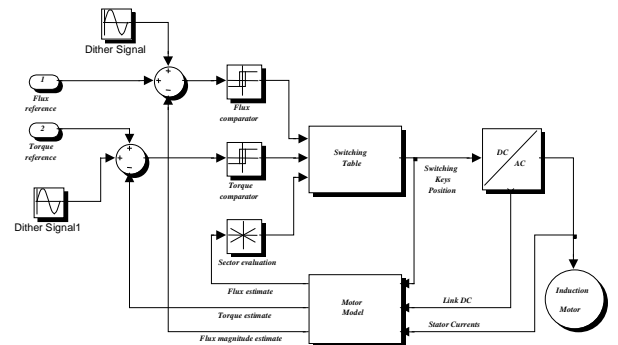 Dither Signal
1
Flux
reference
Flux
comparator
2
Torque
reference
Torque
comparator
Dither Signal1
Switching
Table
Switching
Keys
Position
DC
AC
Sector evaluation
Flux estimate
Torque estimate
Flux magnitude estimate
Motor
Model
Link DC
Stator Currents
Induction
Motor